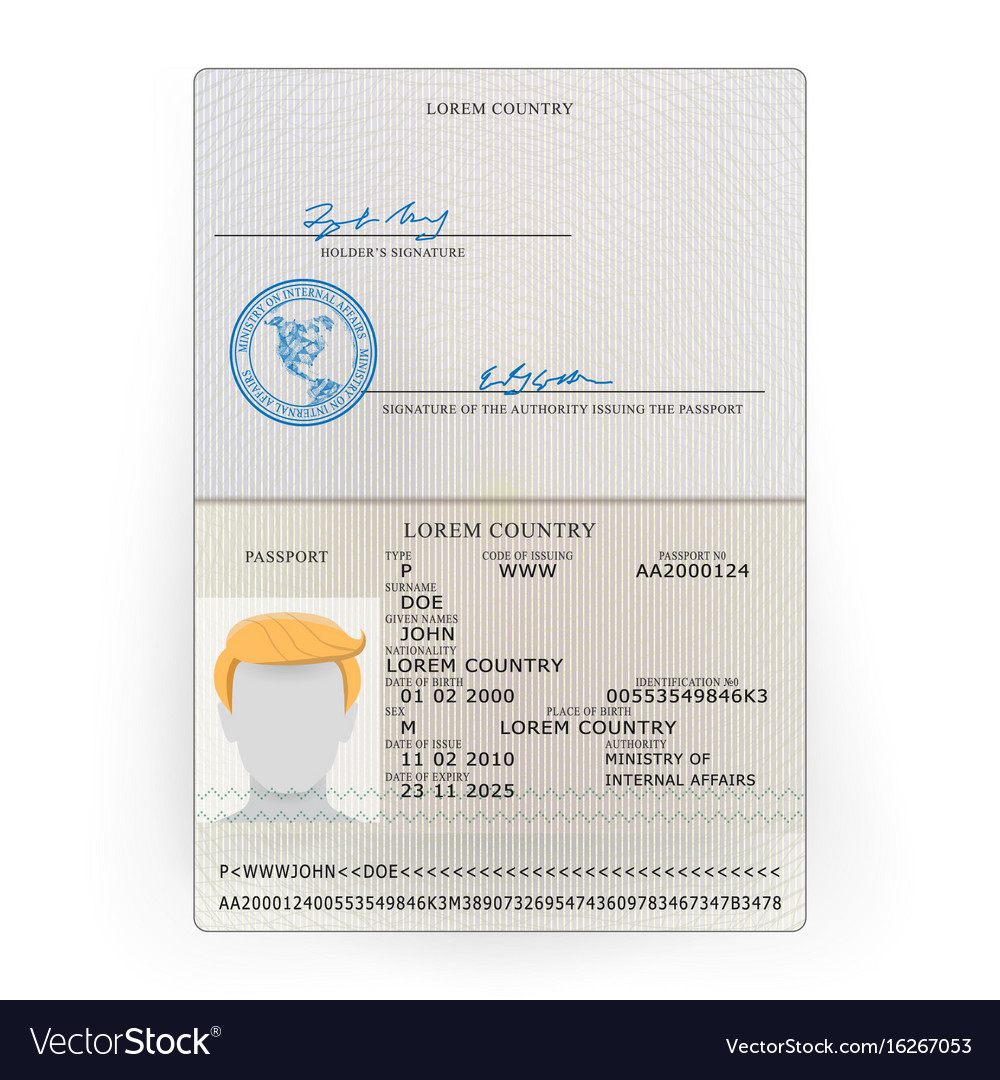 LOREM COUNTRY
HOLDER'S SIGNATURE
MINISTRY ON INTERNAL AFFAIRS MINISTRY ON INTERNAL AFFAIRS
SIGNATURE OF THE AUTHORITY ISSUING THE PASSPORT
LOREM COUNTRY
PASSPORT TYPE CODE OF ISSUING PASSPORT N0
P WWW AA2000124
SURNAME
DOE
GIVEN NAMES
JOHN
NATIONALITY
LOREM COUNTRY
DATE OF BIRTH IDENTIFICATION №0
01 02 2000 00553549846K3
SEX PLACE OF BIRTH
M LOREM COUNTRY
DATE OF ISSUE AUTHORITY
11 02 2010 MINISTRY OF
DATE OF EXPIRY INTERNAL AFFAIRS
23 11 2025
P<WWWJOHN<<DOE<<<<<<<<<<<<<<<<<<<<<<<<<<<<<
AA200012400553549846K3M38907326954743609783467347B3478
VectorStock®
VectorStock.com/16267053